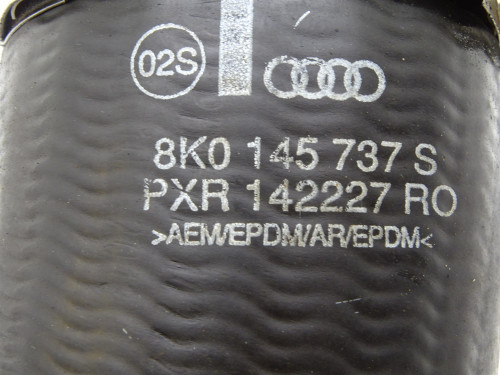 02S
8K0 145 737 S
PXR 142227 RO
>AEM/EPDM/AR/EPDM<